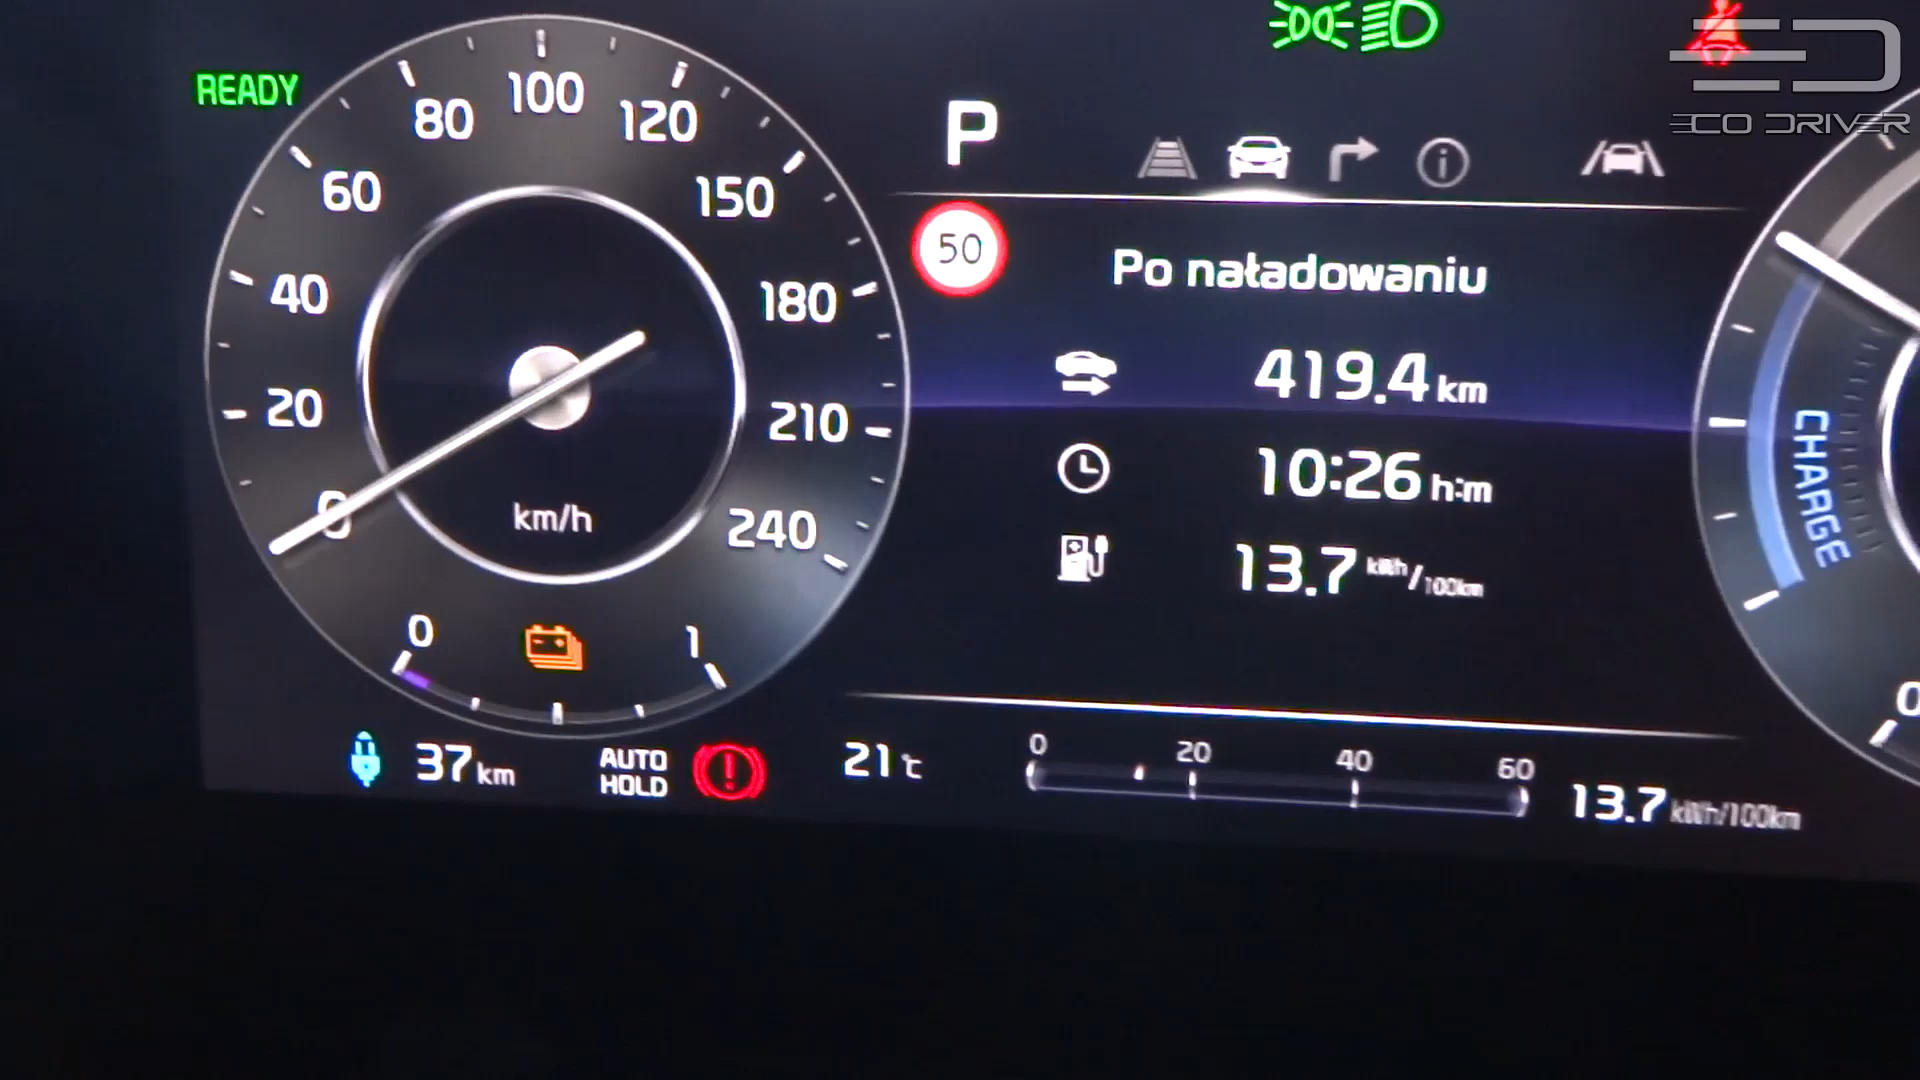 READY
P
ECO DRIVER
50
Po naładowaniu
419.4 km
10:26 h:m
13.7 kWh/100km
0
20
40
60
80
100
120
150
180
210
240
km/h
CHARGE
0
1
0
37 km
AUTO
HOLD
21 °C
0 20 40 60
13.7 kWh/100km